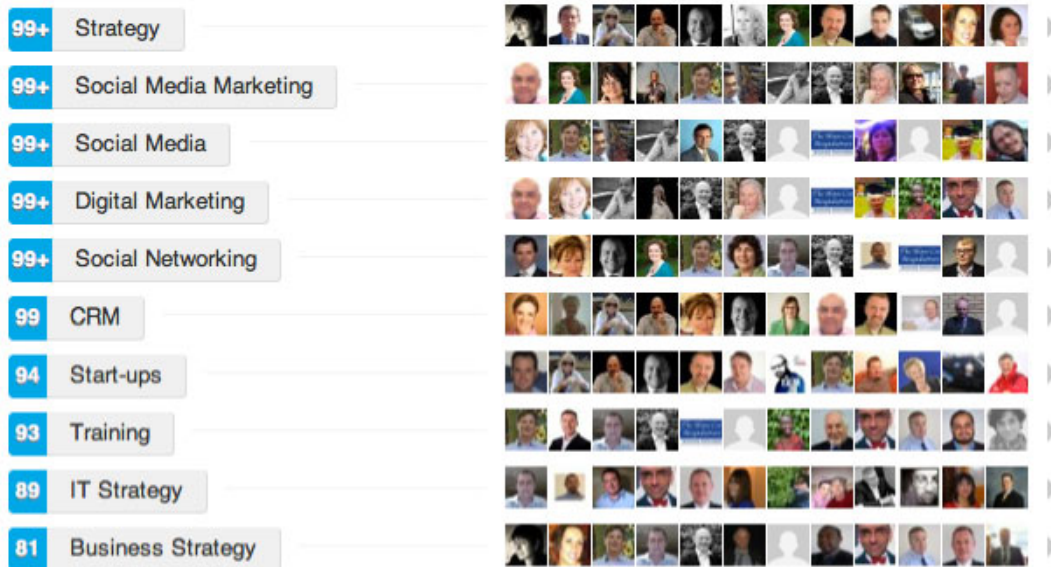 99+ Strategy
99+ Social Media Marketing
99+ Social Media
99+ Digital Marketing
99+ Social Networking
99 CRM
94 Start-ups
93 Training
89 IT Strategy
81 Business Strategy